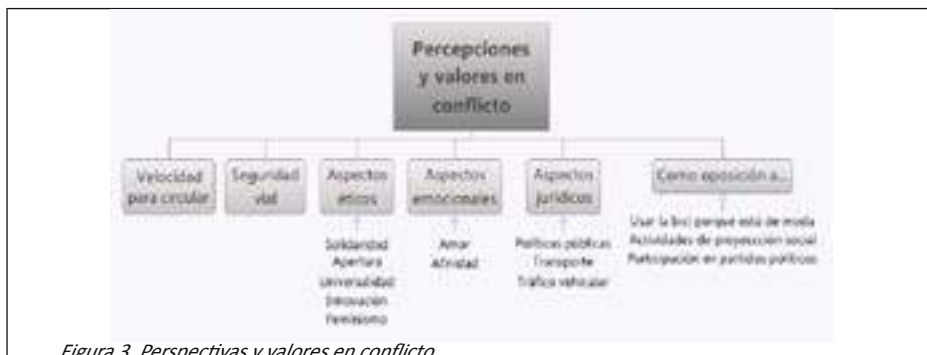 Percepciones
y valores en
conflicto
Velocidad
para circular
Seguridad
vial
Aspectos
éticos
Aspectos
emocionales
Aspectos
jurídicos
Como oposición a...
Solidaridad
Apertura
Universalidad
Innovación
Feminismo
Amor
Afinidad
Políticas públicas
Transporte
Tráfico vehicular
Usar la bici porque está de moda
Actividades de proyección social
Participación en partidos políticos
Figura 3. Perspectivas y valores en conflicto